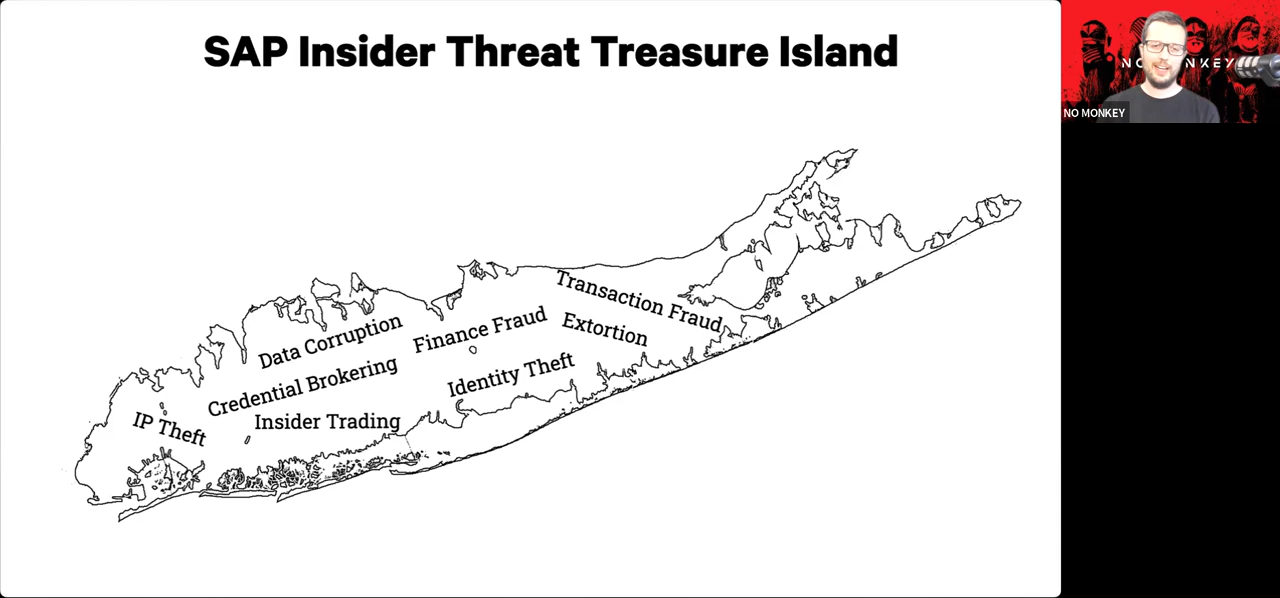 SAP Insider Threat Treasure Island
NO MONKEY
NO MONKEY
Transaction Fraud
Data Corruption
Finance Fraud
Extortion
Credential Brokering
Identity Theft
IP Theft
Insider Trading